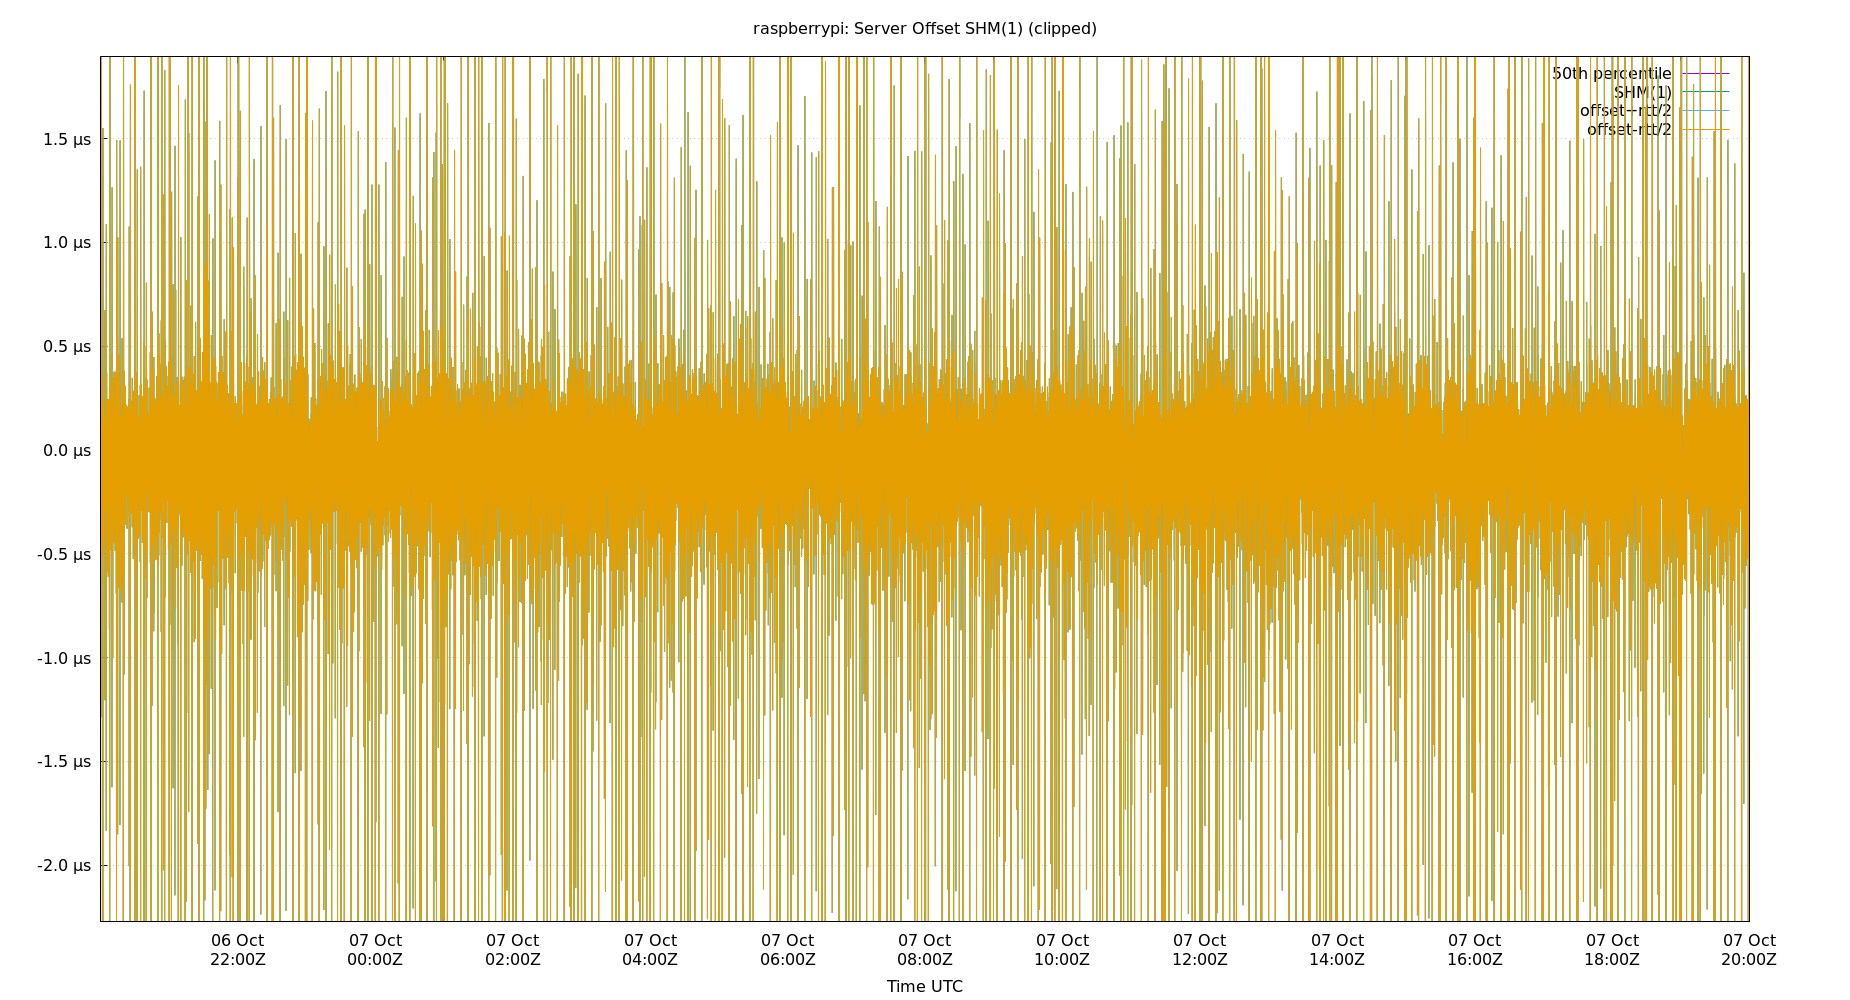 raspberrypi: Server Offset SHM(1) (clipped)
50th percentile
SHM(1)
offset+rtt/2
offset-rtt/2
1.5 µs
1.0 µs
0.5 µs
0.0 µs
-0.5 µs
-1.0 µs
-1.5 µs
-2.0 µs
06 Oct 07 Oct 07 Oct 07 Oct 07 Oct 07 Oct 07 Oct 07 Oct 07 Oct 07 Oct 07 Oct 07 Oct
22:00Z 00:00Z 02:00Z 04:00Z 06:00Z 08:00Z 10:00Z 12:00Z 14:00Z 16:00Z 18:00Z 20:00Z
Time UTC